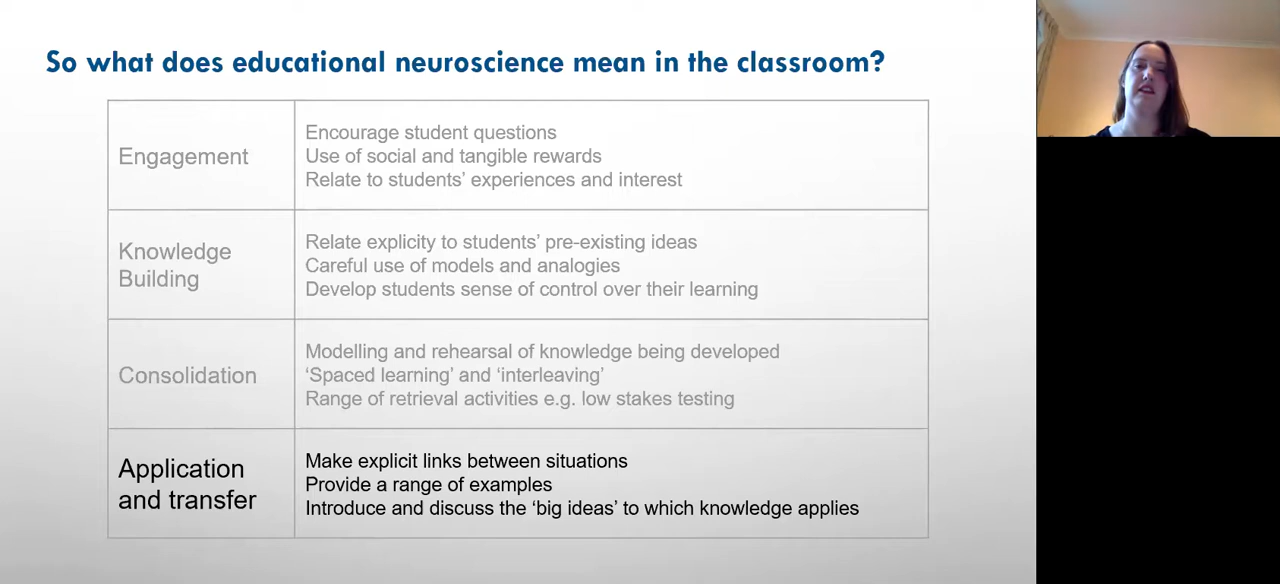 So what does educational neuroscience mean in the classroom?
Engagement
Encourage student questions
Use of social and tangible rewards
Relate to students' experiences and interest
Knowledge
Building
Relate explicity to students' pre-existing ideas
Careful use of models and analogies
Develop students sense of control over their learning
Consolidation
Modelling and rehearsal of knowledge being developed
'Spaced learning' and 'interleaving'
Range of retrieval activities e.g. low stakes testing
Application
and transfer
Make explicit links between situations
Provide a range of examples
Introduce and discuss the 'big ideas' to which knowledge applies